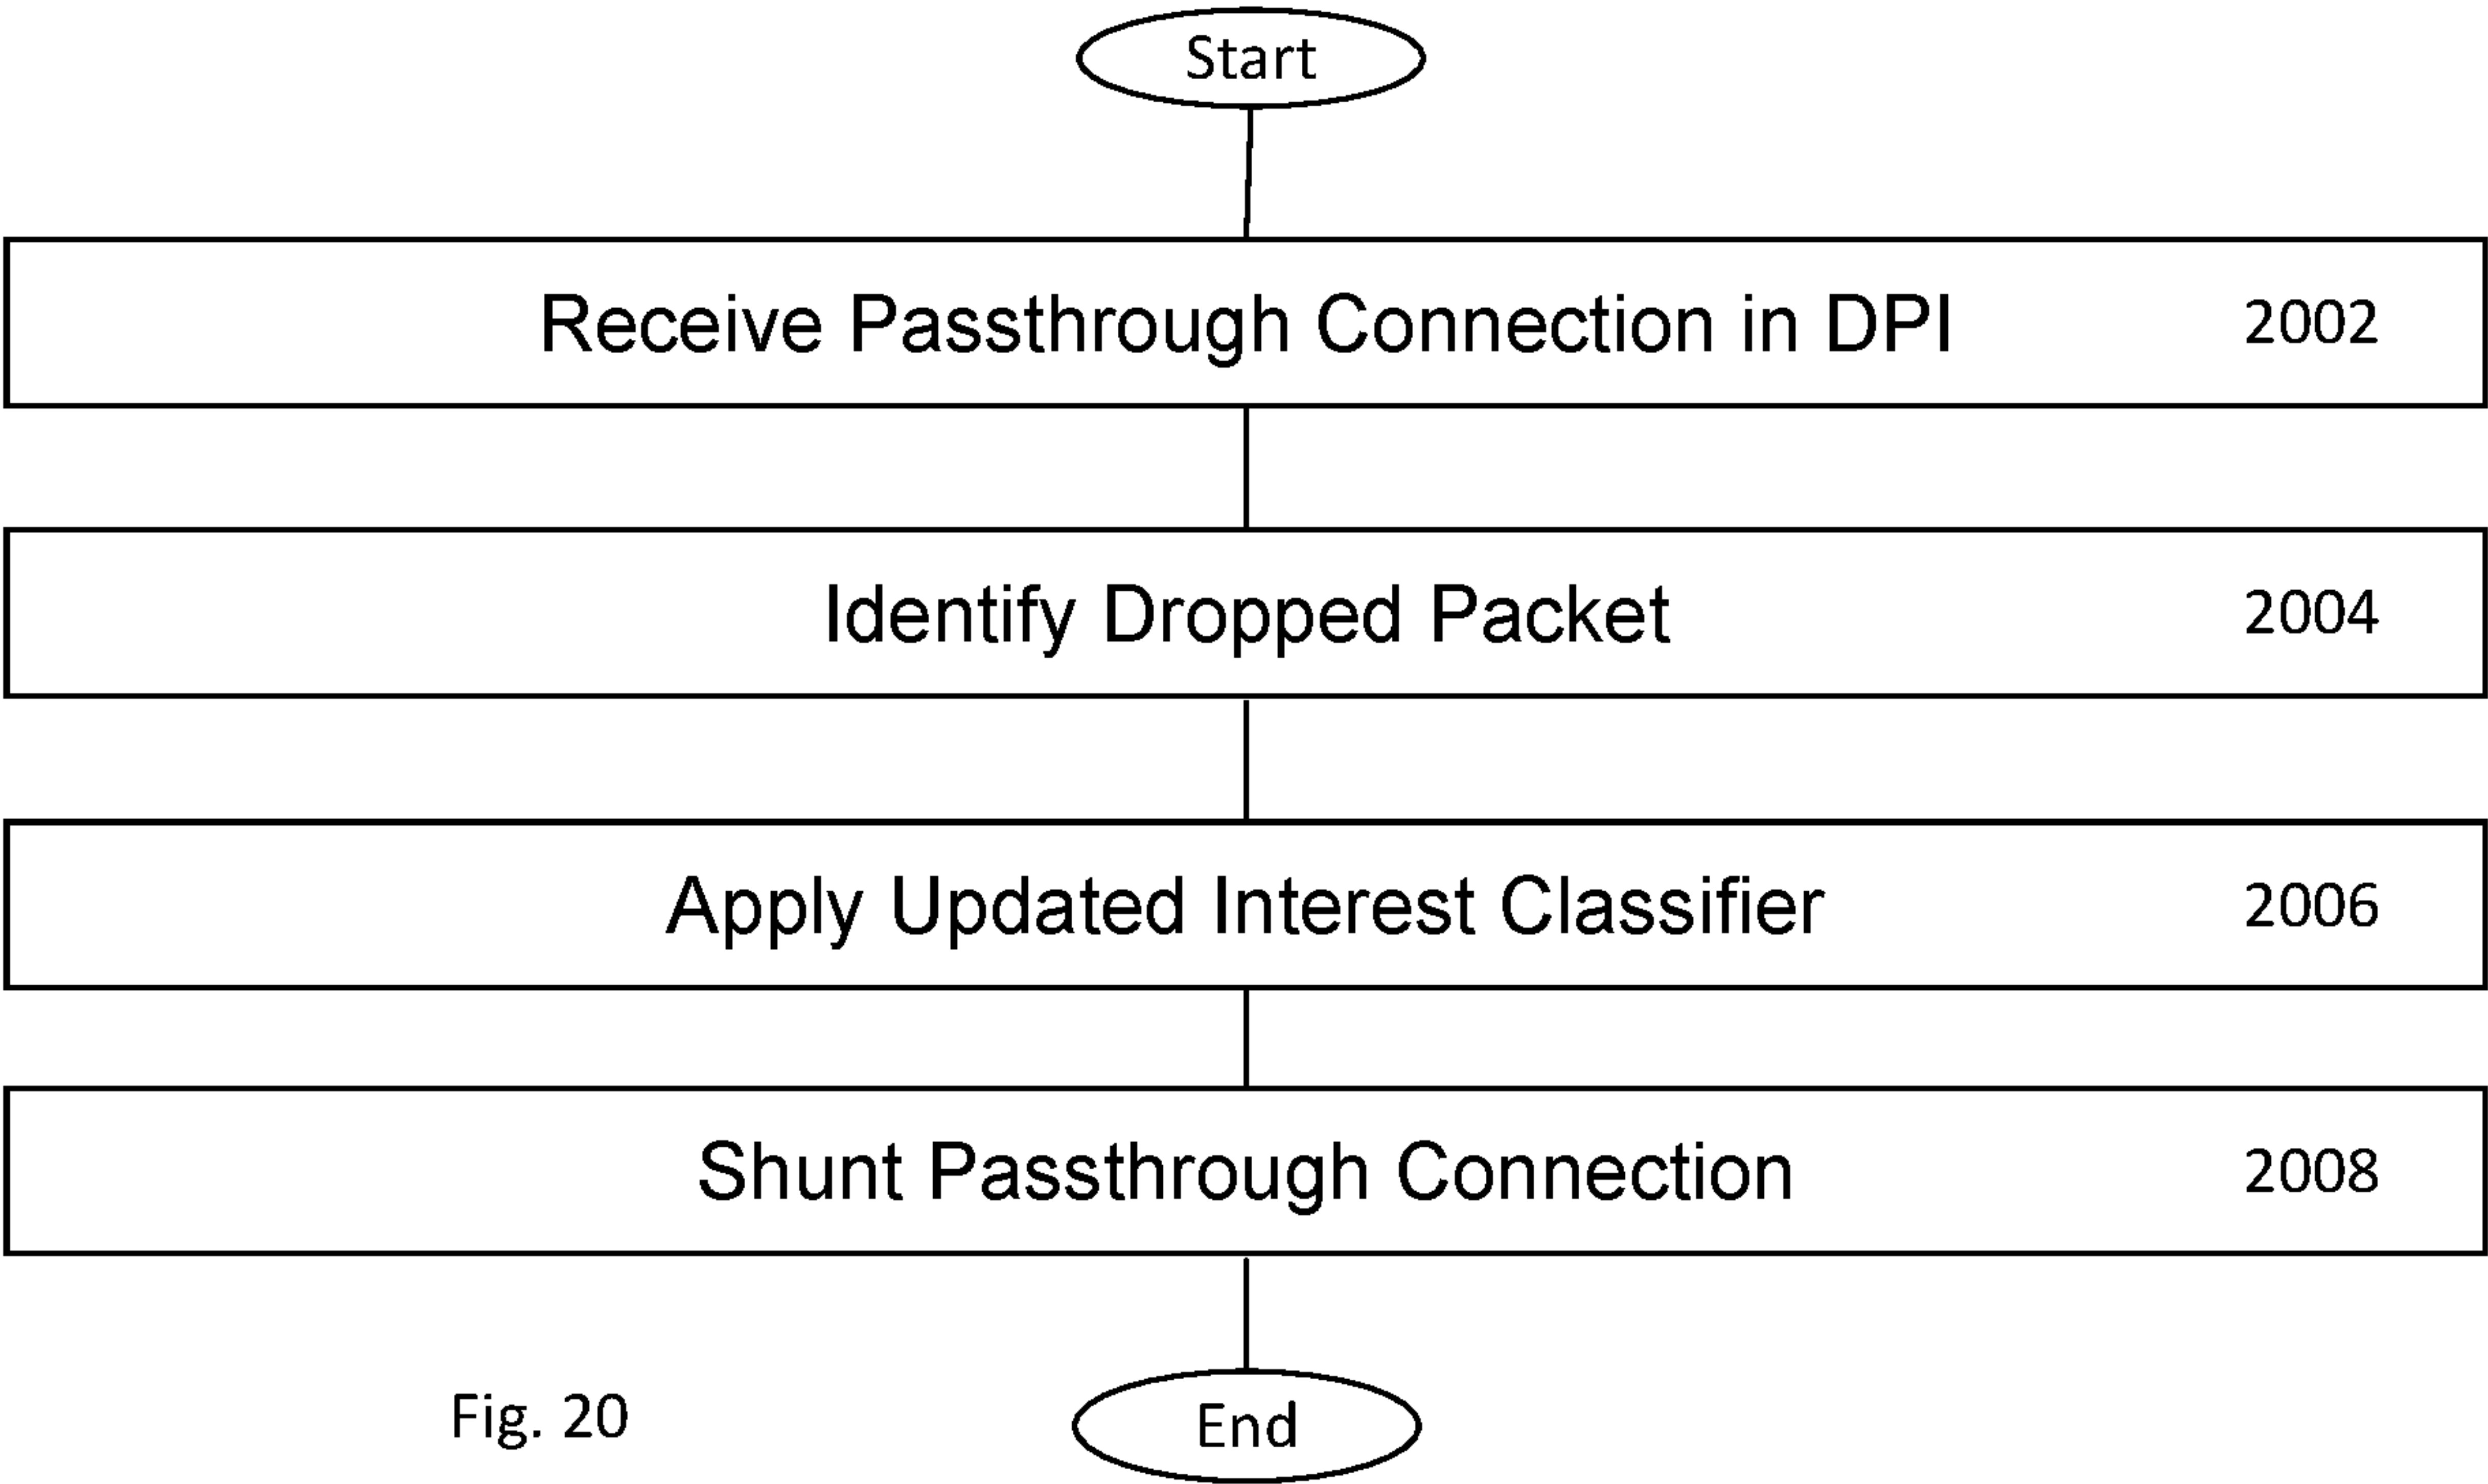 Start
Receive Passthrough Connection in DPI 2002
Identify Dropped Packet 2004
Apply Updated Interest Classifier 2006
Shunt Passthrough Connection 2008
Fig. 20
End